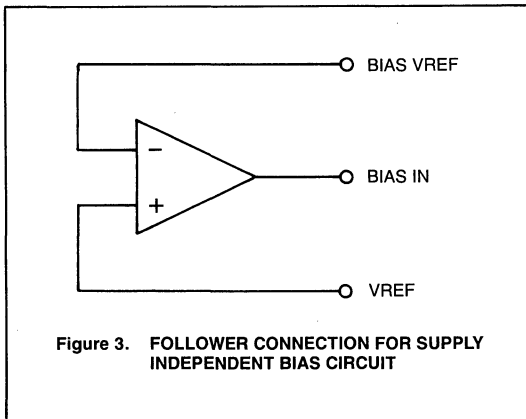 BIAS VREF
−
BIAS IN
+
VREF
Figure 3. FOLLOWER CONNECTION FOR SUPPLY
INDEPENDENT BIAS CIRCUIT